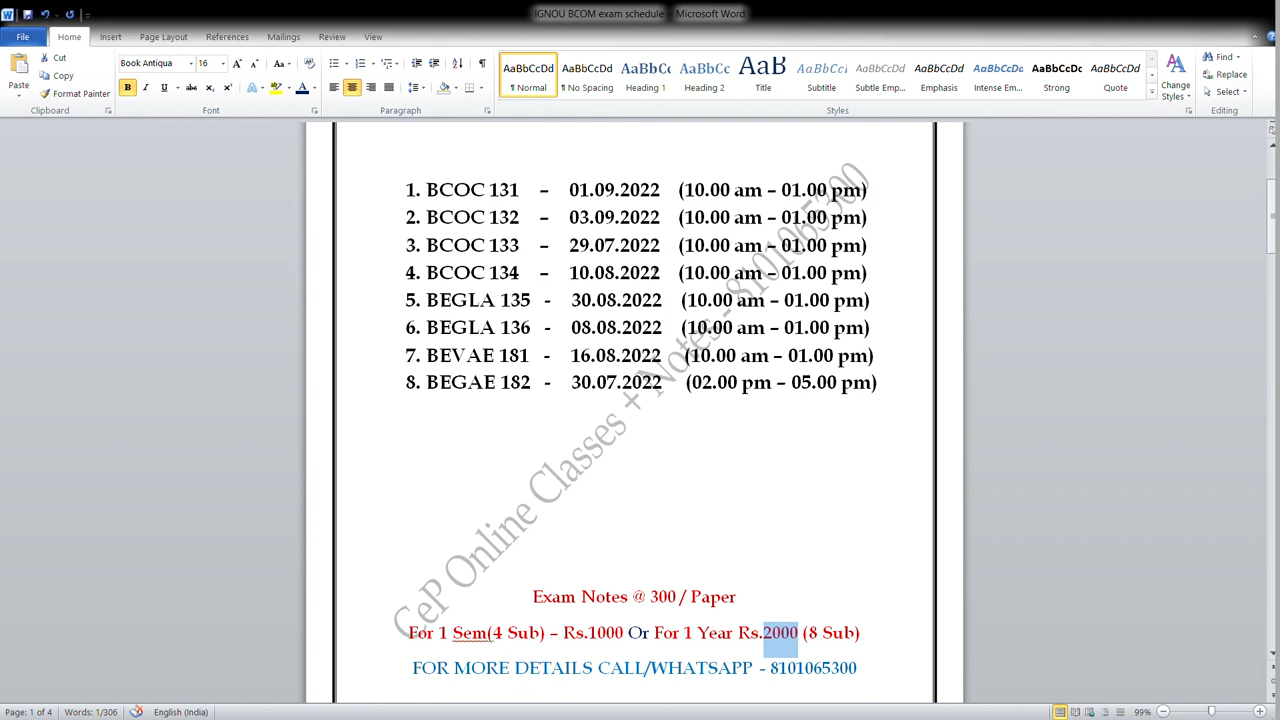 IGNOU BCOM exam schedule - Microsoft Word
File Home Insert Page Layout References Mailings Review View
Paste
Cut
Copy
Format Painter
Clipboard
Book Antiqua 16
Font
Paragraph
AaBbCcDd AaBbCcDd AaBbCc AaBbCc AaB AaBbCcI AaBbCcDd AaBbCcDd AaBbCcDd AaBbCcDc AaBbCcDd
¶ Normal ¶ No Spacing Heading 1 Heading 2 Title Subtitle Subtle Emp... Emphasis Intense Em... Strong Quote
Styles
Change Styles
Find
Replace
Select
Editing
1. BCOC 131 – 01.09.2022 (10.00 am – 01.00 pm)
2. BCOC 132 – 03.09.2022 (10.00 am – 01.00 pm)
3. BCOC 133 – 29.07.2022 (10.00 am – 01.00 pm)
4. BCOC 134 – 10.08.2022 (10.00 am – 01.00 pm)
5. BEGLA 135 - 30.08.2022 (10.00 am – 01.00 pm)
6. BEGLA 136 - 08.08.2022 (10.00 am – 01.00 pm)
7. BEVAE 181 - 16.08.2022 (10.00 am – 01.00 pm)
8. BEGAE 182 - 30.07.2022 (02.00 pm – 05.00 pm)
CeP Online Classes + Notes - 8101065300
Exam Notes @ 300 / Paper
For 1 Sem(4 Sub) – Rs.1000 Or For 1 Year Rs.2000 (8 Sub)
FOR MORE DETAILS CALL/WHATSAPP - 8101065300
Page: 1 of 4 Words: 1/306 English (India) 99%